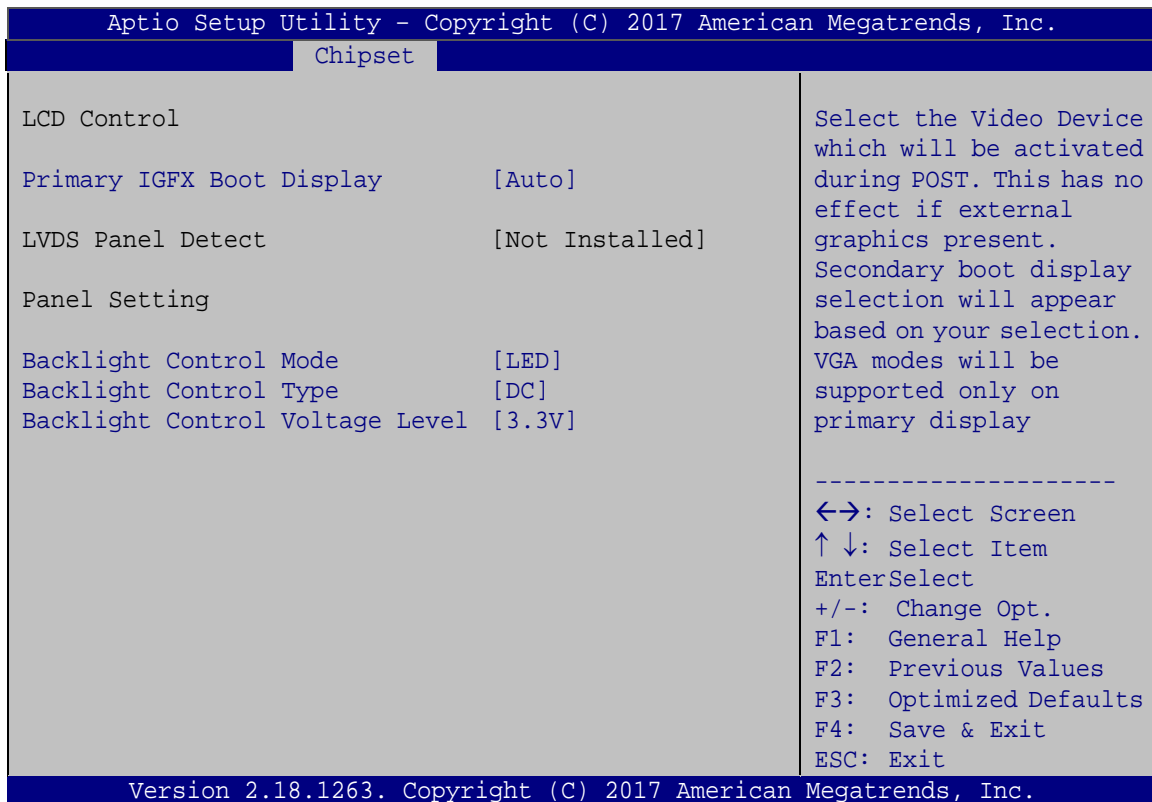 Aptio Setup Utility – Copyright (C) 2017 American Megatrends, Inc.
Chipset
LCD Control
Primary IGFX Boot Display [Auto]
LVDS Panel Detect [Not Installed]
Panel Setting
Backlight Control Mode [LED]
Backlight Control Type [DC]
Backlight Control Voltage Level [3.3V]
Select the Video Device
which will be activated
during POST. This has no
effect if external
graphics present.
Secondary boot display
selection will appear
based on your selection.
VGA modes will be
supported only on
primary display
---------------------
←→: Select Screen
↑ ↓: Select Item
EnterSelect
+/-: Change Opt.
F1: General Help
F2: Previous Values
F3: Optimized Defaults
F4: Save & Exit
ESC: Exit
Version 2.18.1263. Copyright (C) 2017 American Megatrends, Inc.